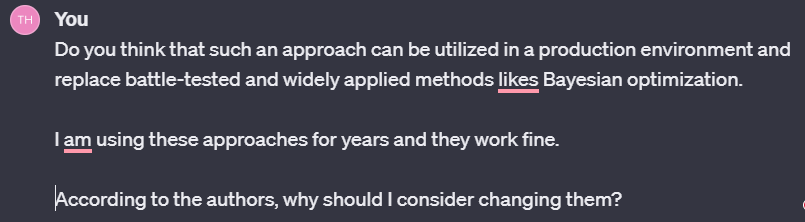 TH You
Do you think that such an approach can be utilized in a production environment and
replace battle-tested and widely applied methods likes Bayesian optimization.
I am using these approaches for years and they work fine.
According to the authors, why should I consider changing them?